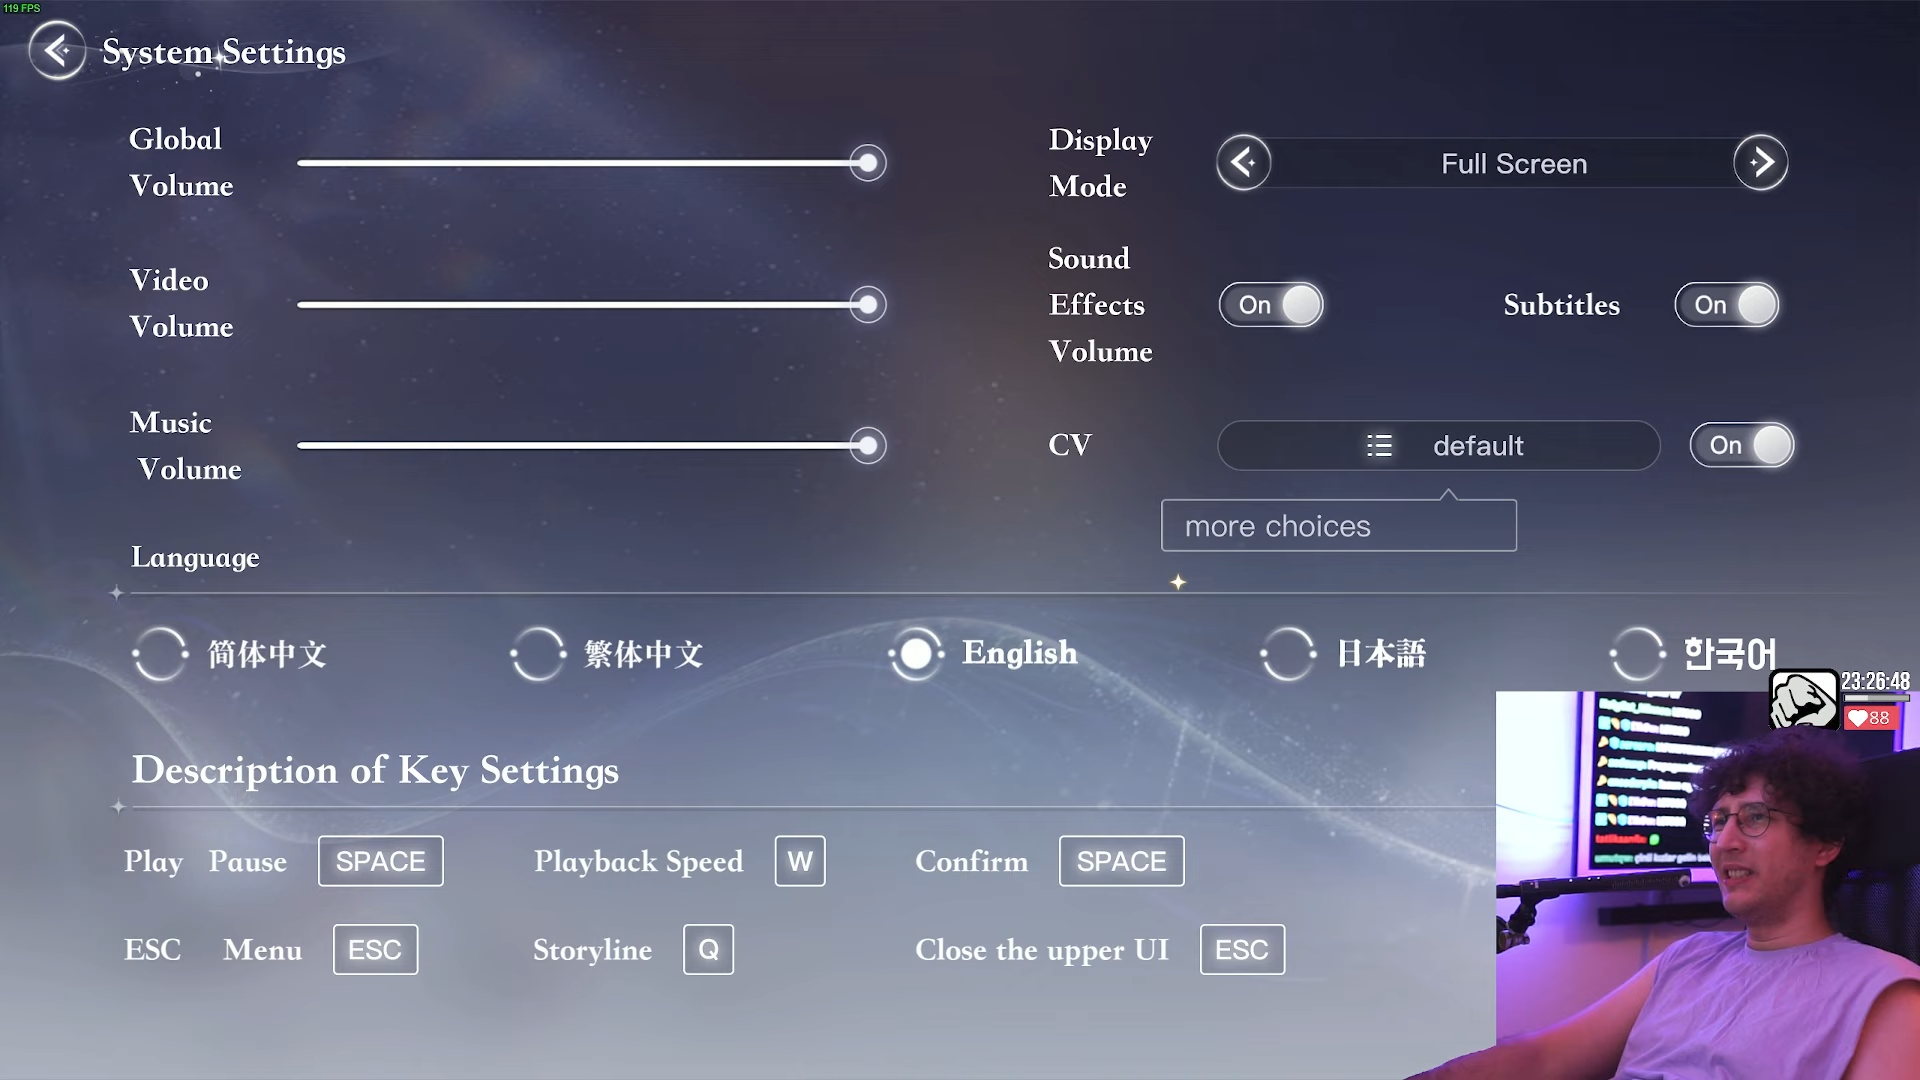 119 FPS
System Settings
Global
Volume
Display
Mode
Full Screen
Video
Volume
Sound
Effects
Volume
On
Subtitles
On
Music
Volume
CV
default
On
more choices
Language
简体中文
繁体中文
English
日本語
한국어
23:26:48
88
Description of Key Settings
Play Pause SPACE
Playback Speed W
Confirm SPACE
ESC Menu ESC
Storyline Q
Close the upper UI ESC